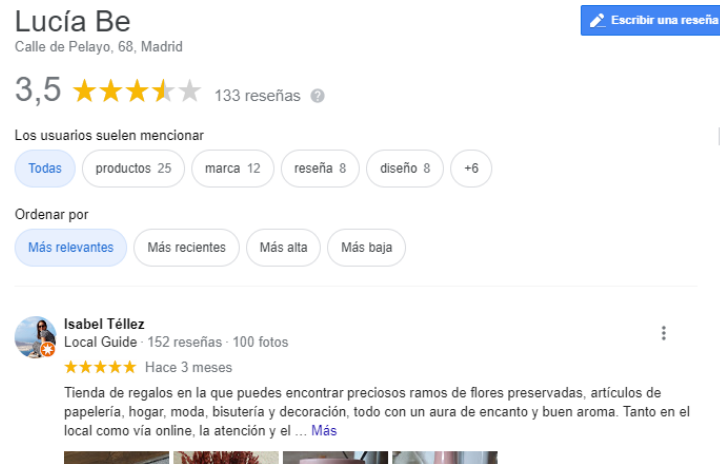 Lucía Be
Escribir una reseña
Calle de Pelayo, 68, Madrid
3,5 133 reseñas ?
Los usuarios suelen mencionar
Todas productos 25 marca 12 reseña 8 diseño 8 +6
Ordenar por
Más relevantes Más recientes Más alta Más baja
Isabel Téllez
Local Guide · 152 reseñas · 100 fotos
Hace 3 meses
Tienda de regalos en la que puedes encontrar preciosos ramos de flores preservadas, artículos de
papelería, hogar, moda, bisutería y decoración, todo con un aura de encanto y buen aroma. Tanto en el
local como vía online, la atención y el ... Más